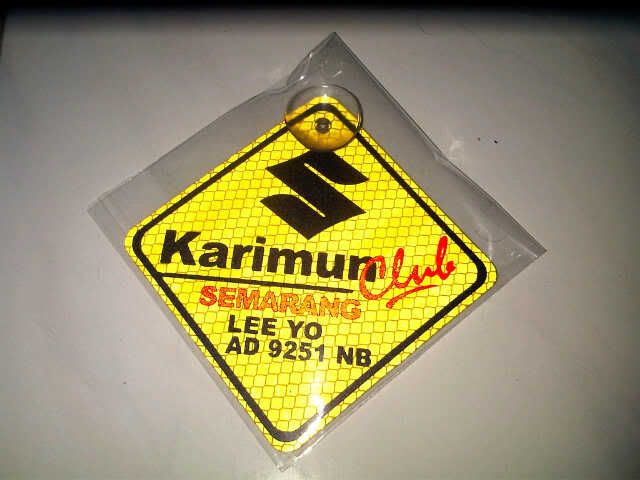 Karimun Club
SEMARANG
LEE YO
AD 9251 NB